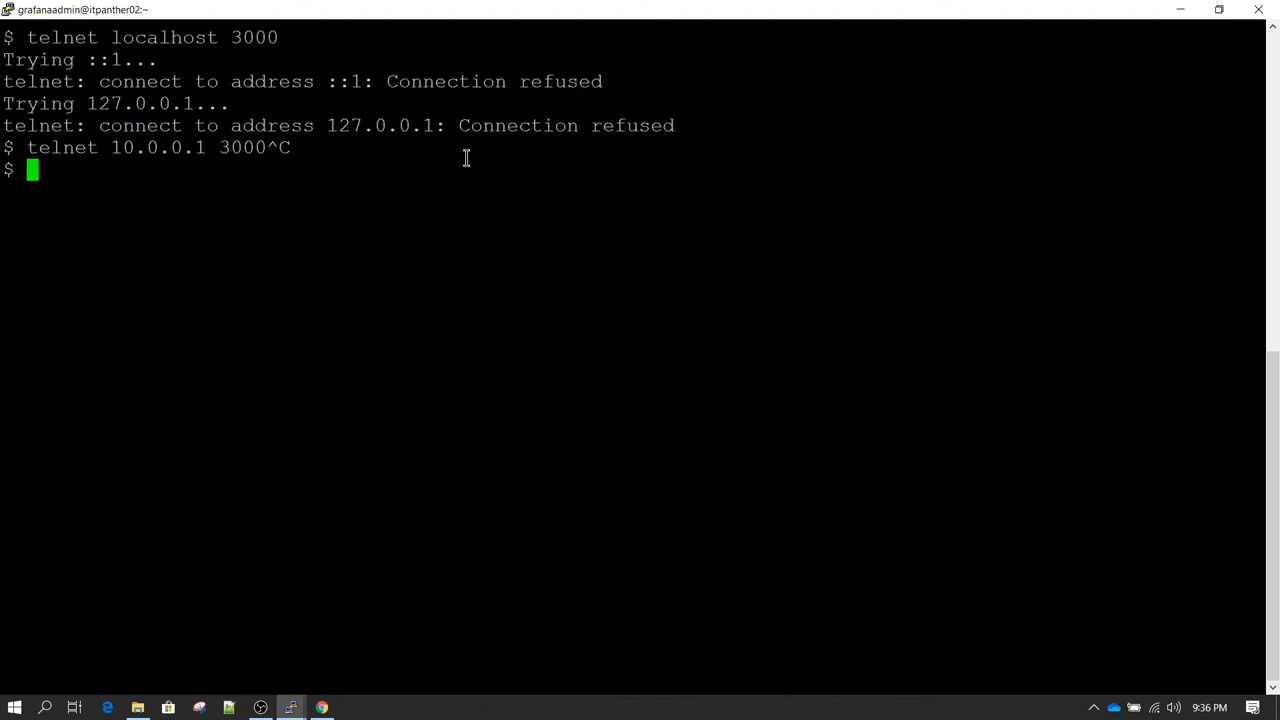 grafanaadmin@itpanther02:~
$ telnet localhost 3000
Trying ::1...
telnet: connect to address ::1: Connection refused
Trying 127.0.0.1...
telnet: connect to address 127.0.0.1: Connection refused
$ telnet 10.0.0.1 3000^C
$
9:36 PM